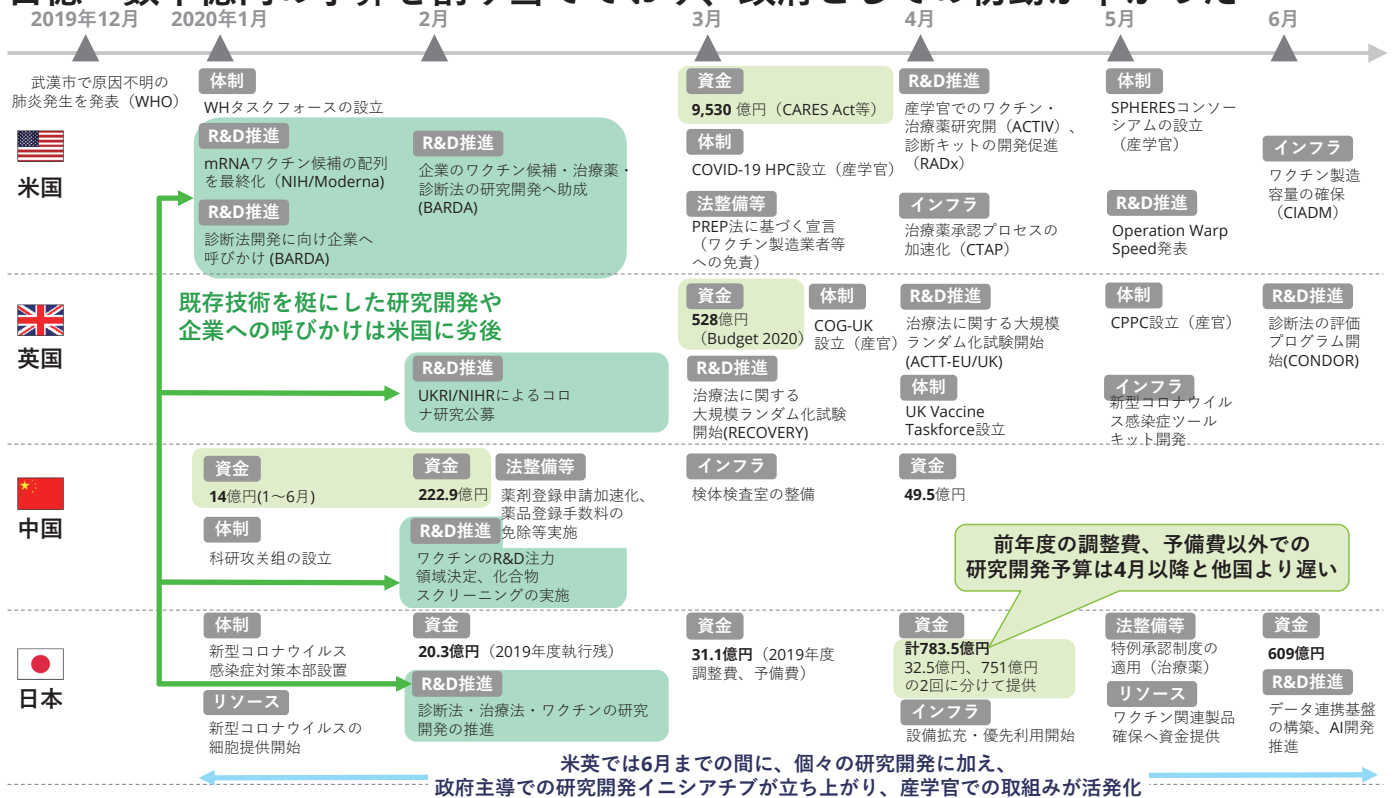 2019年12月
2020年1月
2月
3月
4月
5月
6月
武漢市で原因不明の
肺炎発生を発表（WHO）
米国
体制
WHタスクフォースの設立
R&D推進
mRNAワクチン候補の配列
を最終化（NIH/Moderna)
R&D推進
診断法開発に向け企業へ
呼びかけ (BARDA)
R&D推進
企業のワクチン候補・治療薬・
診断法の研究開発へ助成
(BARDA)
資金
9,530 億円（CARES Act等）
体制
COVID-19 HPC設立（産学官）
法整備等
PREP法に基づく宣言
（ワクチン製造業者等
への免責）
R&D推進
産学官でのワクチン・
治療薬研究開（ACTIV）、
診断キットの開発促進
（RADx）
インフラ
治療薬承認プロセスの
加速化（CTAP）
体制
SPHERESコンソー
シアムの設立
（産学官）
R&D推進
Operation Warp
Speed発表
インフラ
ワクチン製造
容量の確保
（CIADM）
既存技術を梃にした研究開発や
企業への呼びかけは米国に劣後
英国
R&D推進
UKRI/NIHRによるコロ
ナ研究公募
資金
528億円
（Budget 2020）
体制
COG-UK
設立（産官）
R&D推進
治療法に関する
大規模ランダム化試験
開始(RECOVERY)
R&D推進
治療法に関する大規模
ランダム化試験開始
(ACTT-EU/UK)
体制
UK Vaccine
Taskforce設立
体制
CPPC設立（産官）
インフラ
新型コロナウイル
ス感染症ツール
キット開発
R&D推進
診断法の評価
プログラム開
始(CONDOR)
中国
資金
14億円(1～6月)
体制
科研攻关组の設立
資金
222.9億円
法整備等
薬剤登録申請加速化、
薬品登録手数料の
免除等実施
R&D推進
ワクチンのR&D注力
領域決定、化合物
スクリーニングの実施
インフラ
検体検査室の整備
資金
49.5億円
前年度の調整費、予備費以外での
研究開発予算は4月以降と他国より遅い
日本
体制
新型コロナウイルス
感染症対策本部設置
リソース
新型コロナウイルスの
細胞提供開始
資金
20.3億円（2019年度執行残）
R&D推進
診断法・治療法・ワクチンの研究
開発の推進
資金
31.1億円（2019年度
調整費、予備費）
資金
計783.5億円
32.5億円、751億円
の2回に分けて提供
インフラ
設備拡充・優先利用開始
法整備等
特例承認制度の
適用（治療薬）
リソース
ワクチン関連製品
確保へ資金提供
資金
609億円
R&D推進
データ連携基盤
の構築、AI開発
推進
米英では6月までの間に、個々の研究開発に加え、
政府主導での研究開発イニシアチブが立ち上がり、産学官での取組みが活発化